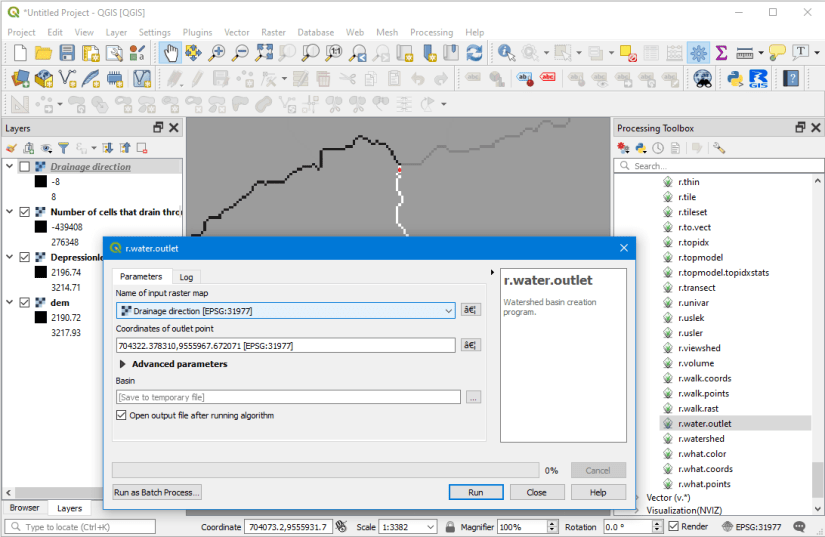 *Untitled Project - QGIS [QGIS]
Project Edit View Layer Settings Plugins Vector Raster Database Web Mesh Processing Help
Layers
Drainage direction
-8
8
Number of cells that drain thro
-439408
276348
Depressionl
2196.74
3214.71
dem
2190.72
3217.93
Browser Layers
r.water.outlet
Parameters Log
Name of input raster map
Drainage direction [EPSG:31977]
…
Coordinates of outlet point
704322.378310,9555967.672071 [EPSG:31977]
…
Advanced parameters
Basin
[Save to temporary file]
...
Open output file after running algorithm
r.water.outlet
Watershed basin creation
program.
0%
Cancel
Run as Batch Process...
Run Close Help
Processing Toolbox
Search...
r.thin
r.tile
r.tileset
r.to.vect
r.topidx
r.topmodel
r.topmodel.topidxstats
r.transect
r.univar
r.uslek
r.usler
r.viewshed
r.volume
r.walk.coords
r.walk.points
r.walk.rast
r.water.outlet
r.watershed
r.what.color
r.what.coords
r.what.points
Vector (v.*)
Visualization(NVIZ)
Type to locate (Ctrl+K)
Coordinate 704073.2,9555931.7 Scale 1:3382 Magnifier 100% Rotation 0.0 ° Render EPSG:31977